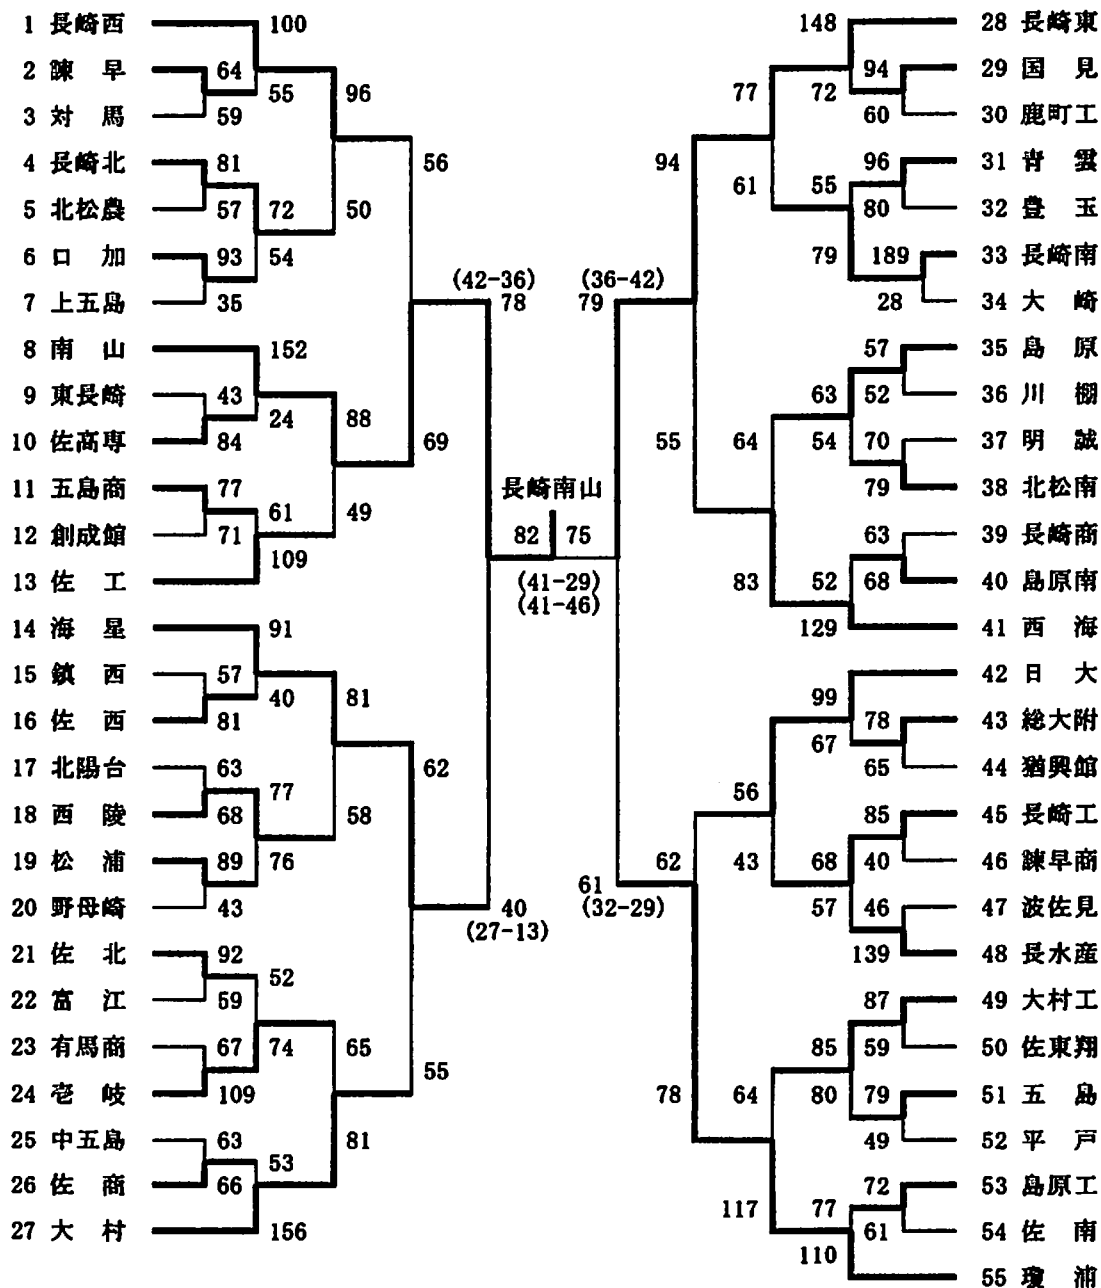 1 長崎西 100
2 諫 早 64
55 96
3 対 馬 59
4 長崎北 81
56
5 北松農 57 72 50
6 口 加 93 54
7 上五島 35
(42-36)
78
8 南 山 152
9 東長崎 43
24 88
10 佐高専 84
69
11 五島商 77
61 49
12 創成館 71
109
13 佐 工
14 海 星 91
15 鎮 西 57
40 81
16 佐 西 81
17 北陽台 63
77 62
18 西 陵 68 58
19 松 浦 89 76
20 野母崎 43
40
(27-13)
21 佐 北 92
52
22 富 江 59
23 有馬商 67 74 65
55
24 壱 岐 109
25 中五島 63
53 81
26 佐 商 66
27 大 村 156
長崎南山
82 75
(41-29)
(41-46)
148 28 長崎東
94 29 国 見
77 72
60 30 鹿町工
96 31 青 雲
94 61 55
80 32 豊 玉
79 189 33 長崎南
28 34 大 崎
(36-42)
79
57 35 島 原
63 52 36 川 棚
55 64 54 70 37 明 誠
79 38 北松南
63 39 長崎商
83 52 68 40 島原南
129 41 西 海
42 日 大
99
78 43 総大附
67
65 44 猶興館
56
85 45 長崎工
62 43 68 40 46 諫早商
61
(32-29)
57 46 47 波佐見
139 48 長水産
87 49 大村工
85 59 50 佐東翔
78 64 80 79 51 五 島
49 52 平 戸
72 53 島原工
117 77
61 54 佐 南
110
55 瓊 浦